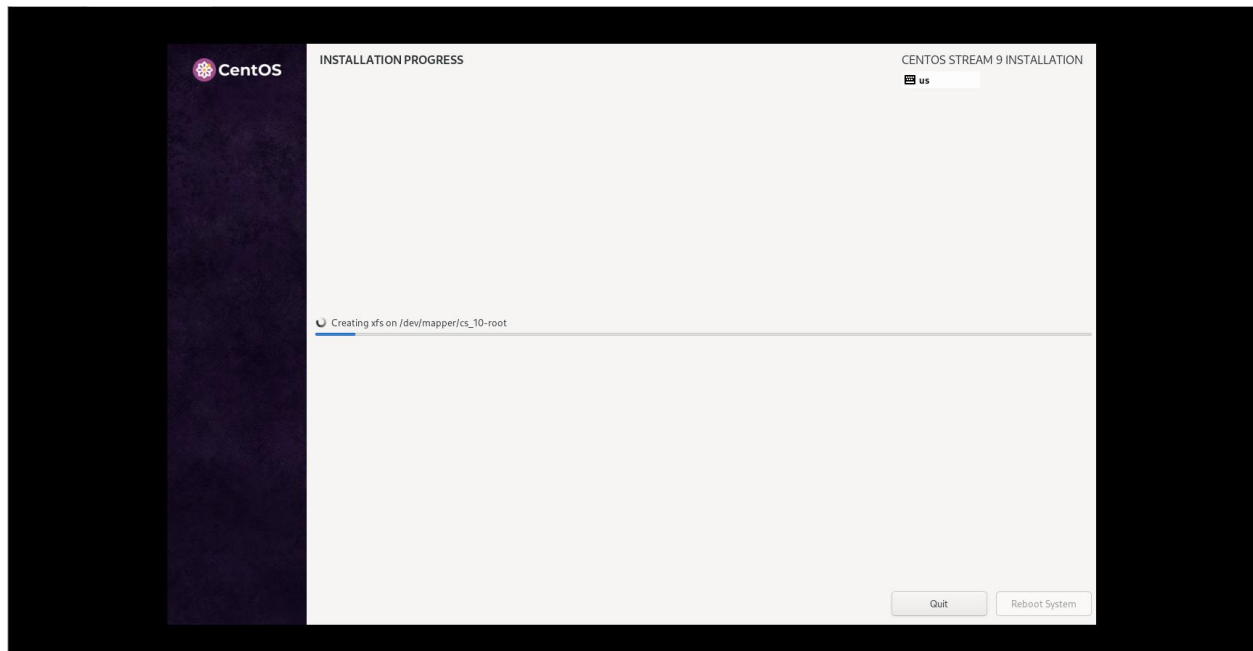 CentOS
INSTALLATION PROGRESS
CENTOS STREAM 9 INSTALLATION
us
Creating xfs on /dev/mapper/cs_10-root
Quit
Reboot System